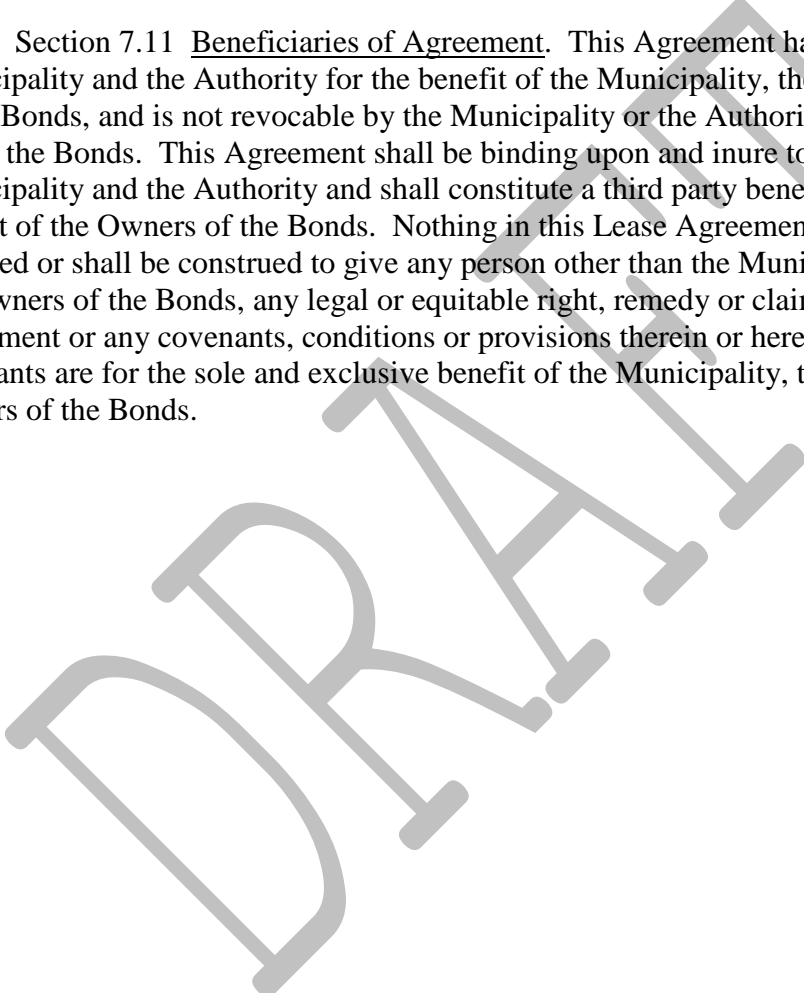 Section 7.11 Beneficiaries of Agreement. This Agreement ha
cipality and the Authority for the benefit of the Municipality, th
Bonds, and is not revocable by the Municipality or the Authori
the Bonds. This Agreement shall be binding upon and inure to
cipality and the Authority and shall constitute a third party bene
t of the Owners of the Bonds. Nothing in this Lease Agreemen
ed or shall be construed to give any person other than the Muni
wners of the Bonds, any legal or equitable right, remedy or clai
ment or any covenants, conditions or provisions therein or here
ants are for the sole and exclusive benefit of the Municipality, t
rs of the Bonds.
DRAFT